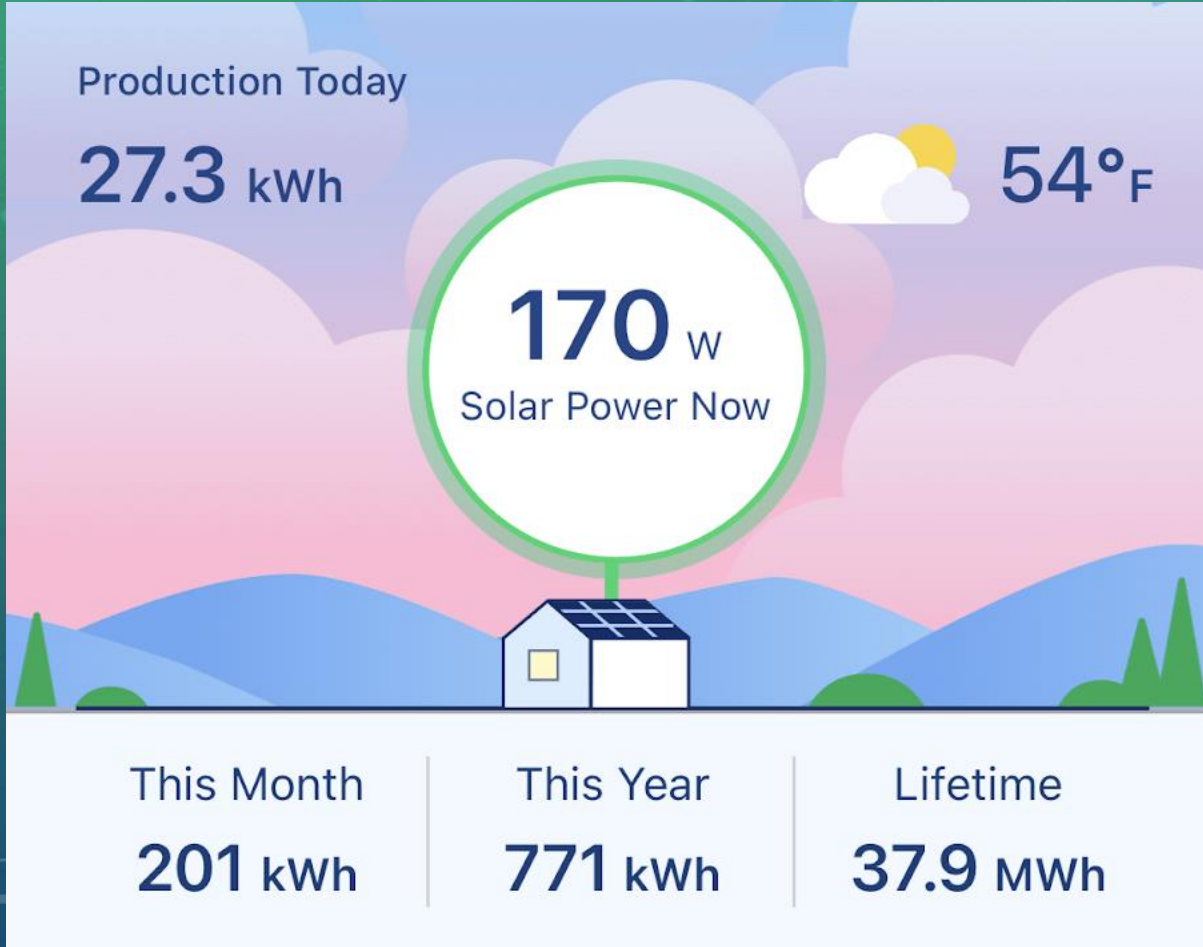 Production Today
27.3 kWh
54°F
170 W
Solar Power Now
This Month
201 kWh
This Year
771 kWh
Lifetime
37.9 MWh